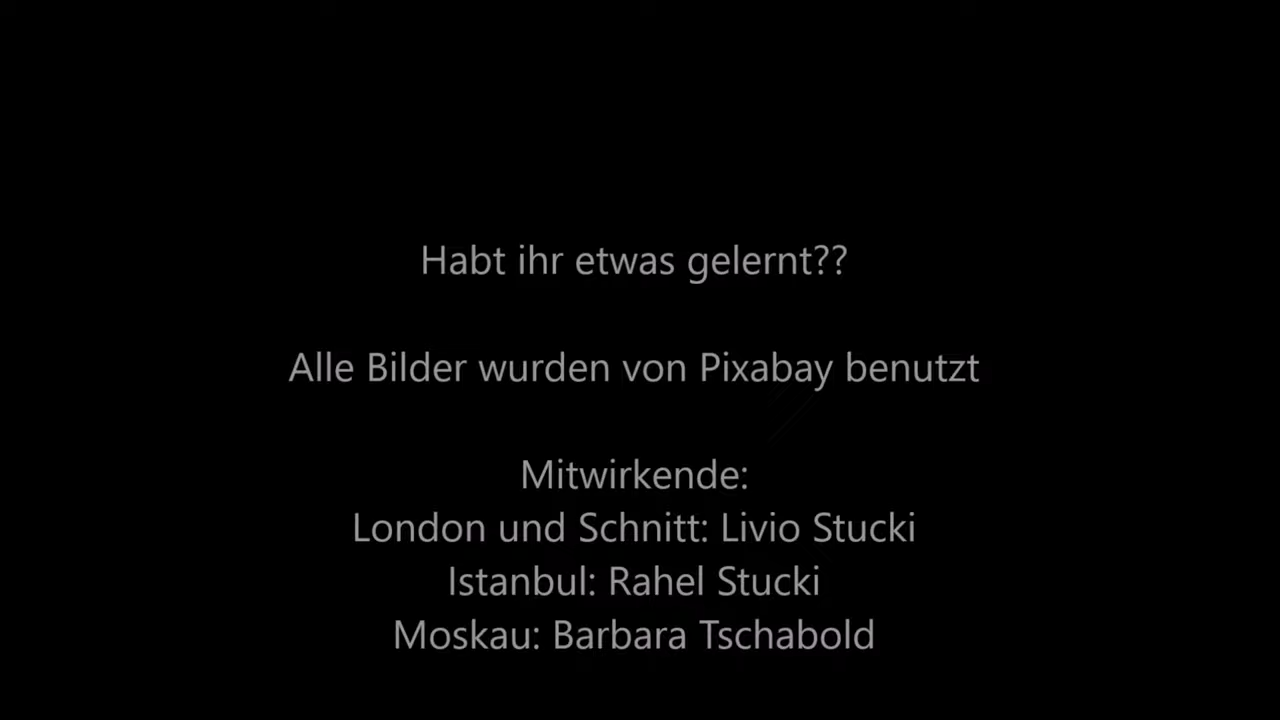 Habt ihr etwas gelernt??
Alle Bilder wurden von Pixabay benutzt
Mitwirkende:
London und Schnitt: Livio Stucki
Istanbul: Rahel Stucki
Moskau: Barbara Tschabold